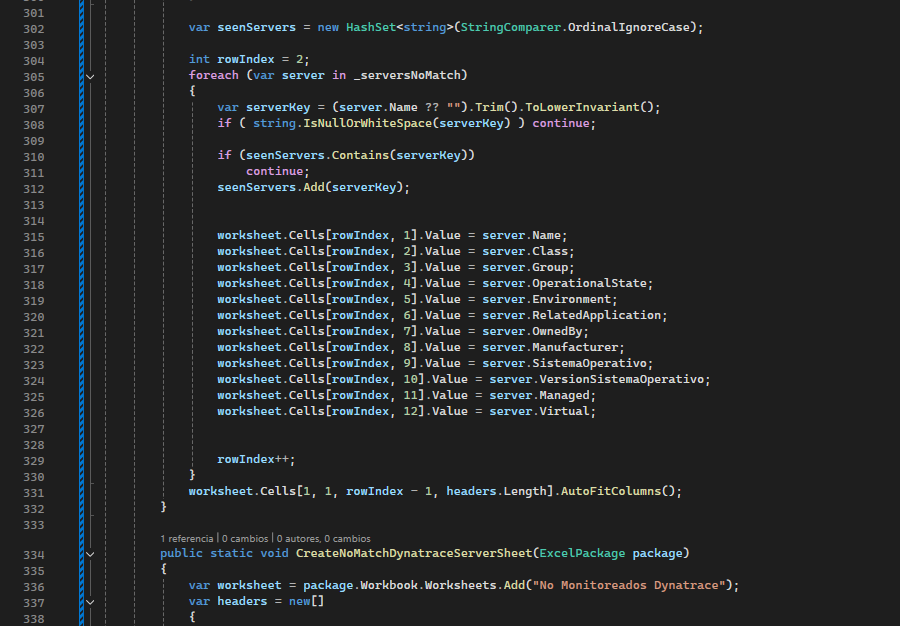 301
302 var seenServers = new HashSet<string>(StringComparer.OrdinalIgnoreCase);
303
304 int rowIndex = 2;
305 foreach (var server in _serversNoMatch)
306 {
307 var serverKey = (server.Name ?? "").Trim().ToLowerInvariant();
308 if ( string.IsNullOrWhiteSpace(serverKey) ) continue;
309
310 if (seenServers.Contains(serverKey))
311 continue;
312 seenServers.Add(serverKey);
313
314
315 worksheet.Cells[rowIndex, 1].Value = server.Name;
316 worksheet.Cells[rowIndex, 2].Value = server.Class;
317 worksheet.Cells[rowIndex, 3].Value = server.Group;
318 worksheet.Cells[rowIndex, 4].Value = server.OperationalState;
319 worksheet.Cells[rowIndex, 5].Value = server.Environment;
320 worksheet.Cells[rowIndex, 6].Value = server.RelatedApplication;
321 worksheet.Cells[rowIndex, 7].Value = server.OwnedBy;
322 worksheet.Cells[rowIndex, 8].Value = server.Manufacturer;
323 worksheet.Cells[rowIndex, 9].Value = server.SistemaOperativo;
324 worksheet.Cells[rowIndex, 10].Value = server.VersionSistemaOperativo;
325 worksheet.Cells[rowIndex, 11].Value = server.Managed;
326 worksheet.Cells[rowIndex, 12].Value = server.Virtual;
327
328
329 rowIndex++;
330 }
331 worksheet.Cells[1, 1, rowIndex - 1, headers.Length].AutoFitColumns();
332 }
333
1 referencia | 0 cambios | 0 autores, 0 cambios
334 public static void CreateNoMatchDynatraceServerSheet(ExcelPackage package)
335 {
336 var worksheet = package.Workbook.Worksheets.Add("No Monitoreados Dynatrace");
337 var headers = new[]
338 {